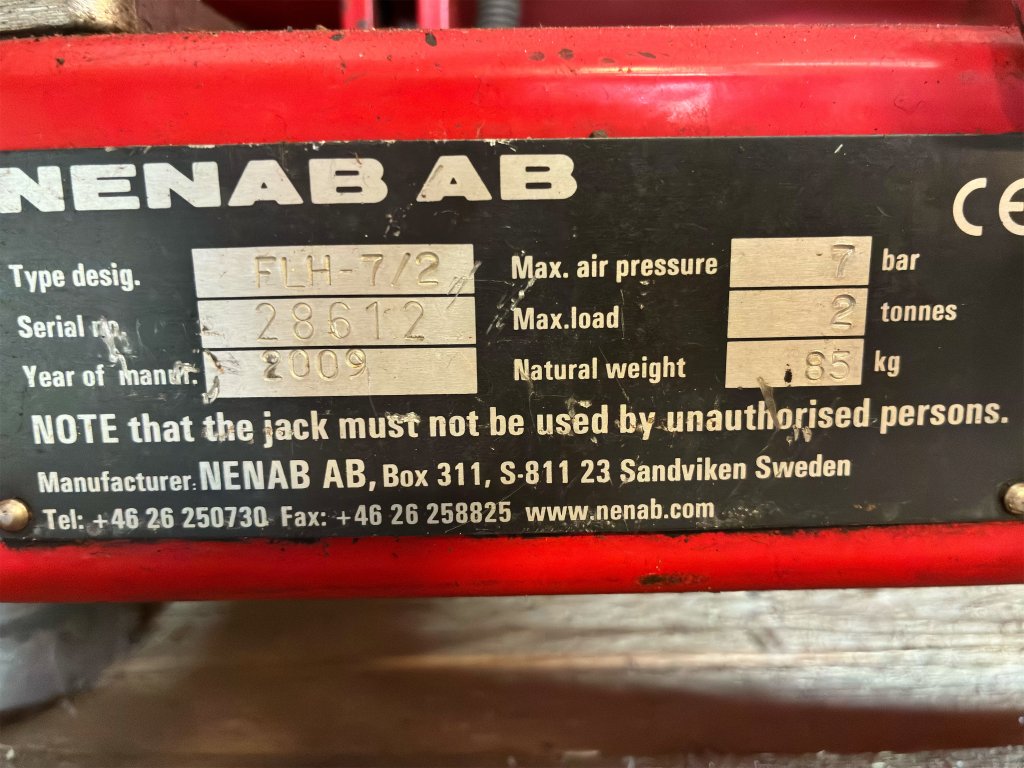 NENAB AB
CE
Type desig. FLH-7/2 Max. air pressure 7 bar
Serial no. 28612 Max.load 2 tonnes
Year of manuf. 2009 Natural weight 85 kg
NOTE that the jack must not be used by unauthorised persons.
Manufacturer: NENAB AB, Box 311, S-811 23 Sandviken Sweden
Tel: +46 26 250730 Fax: +46 26 258825 www.nenab.com